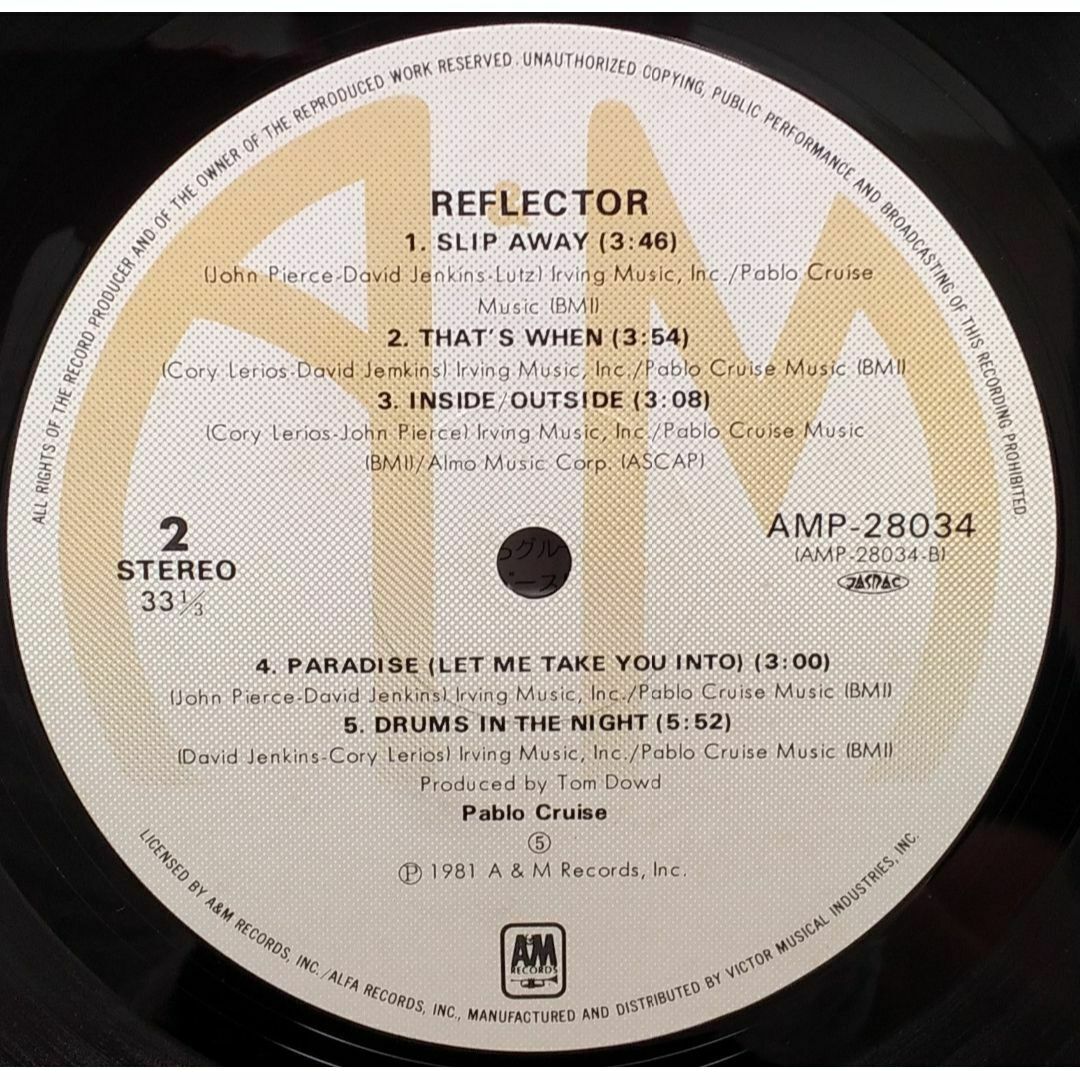 ALL RIGHTS OF THE RECORD PRODUCER AND OF THE OWNER OF THE REPRODUCED WORK RESERVED. UNAUTHORIZED COPYING, PUBLIC PERFORMANCE AND BROADCASTING OF THIS RECORDING PROHIBITED.
REFLECTOR
1. SLIP AWAY (3:46)
(John Pierce-David Jenkins-Lutz) Irving Music, Inc./Pablo Cruise
Music (BMI)
2. THAT'S WHEN (3:54)
(Cory Lerios-David Jemkins) Irving Music, Inc./Pablo Cruise Music (BMI)
3. INSIDE/OUTSIDE (3:08)
(Cory Lerios-John Pierce) Irving Music, Inc./Pablo Cruise Music
(BMI)/Almo Music Corp. (ASCAP)
2
STEREO
33 1/3
AMP-28034
(AMP-28034-B)
JASRAC
グル
ース
4. PARADISE (LET ME TAKE YOU INTO) (3:00)
(John Pierce-David Jenkins) Irving Music, Inc./Pablo Cruise Music (BMI)
5. DRUMS IN THE NIGHT (5:52)
(David Jenkins-Cory Lerios) Irving Music, Inc./Pablo Cruise Music (BMI)
Produced by Tom Dowd
Pablo Cruise
⑤
Ⓟ 1981 A & M Records, Inc.
A&M
RECORDS
LICENSED BY A&M RECORDS, INC./ALFA RECORDS, INC., MANUFACTURED AND DISTRIBUTED BY VICTOR MUSICAL INDUSTRIES, INC.